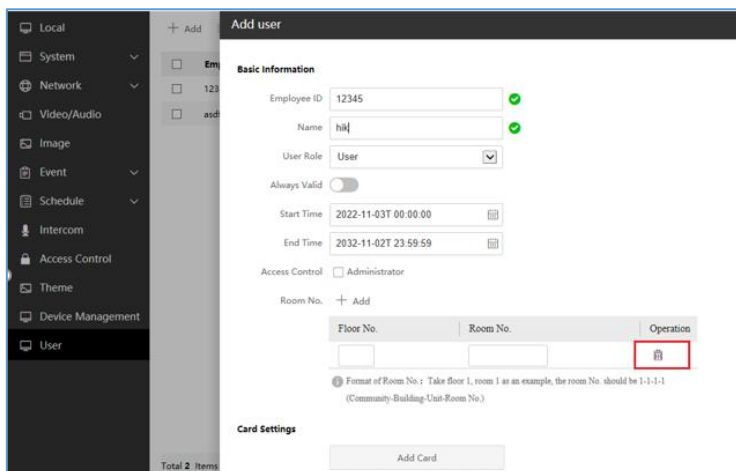 Local
System
Network
Video/Audio
Image
Event
Schedule
Intercom
Access Control
Theme
Device Management
User
+ Add
Em
123
asd
Total 2 Items
Add user
Basic Information
Employee ID 12345
Name hik
User Role User
Always Valid
Start Time 2022-11-03T 00:00:00
End Time 2032-11-02T 23:59:59
Access Control Administrator
Room No. + Add
Floor No. Room No. Operation
Format of Room No.: Take floor 1, room 1 as an example, the room No. should be 1-1-1-1
(Community-Building-Unit-Room No.)
Card Settings
Add Card